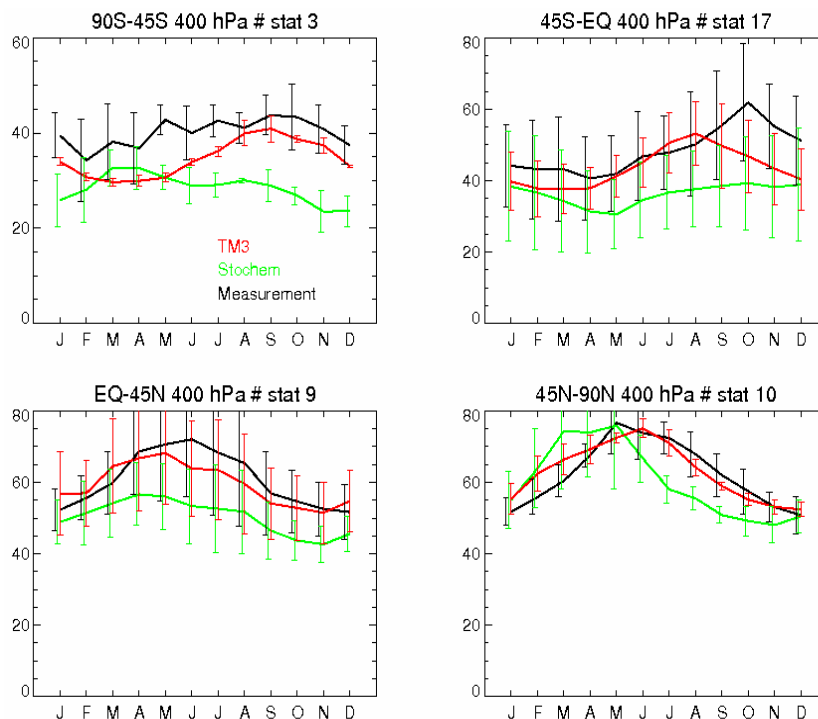 90S-45S 400 hPa # stat 3
60
40
20
0
TM3
Stochem
Measurement
J F M A M J J A S O N D
45S-EQ 400 hPa # stat 17
80
60
40
20
0
J F M A M J J A S O N D
EQ-45N 400 hPa # stat 9
80
60
40
20
0
J F M A M J J A S O N D
45N-90N 400 hPa # stat 10
80
60
40
20
0
J F M A M J J A S O N D